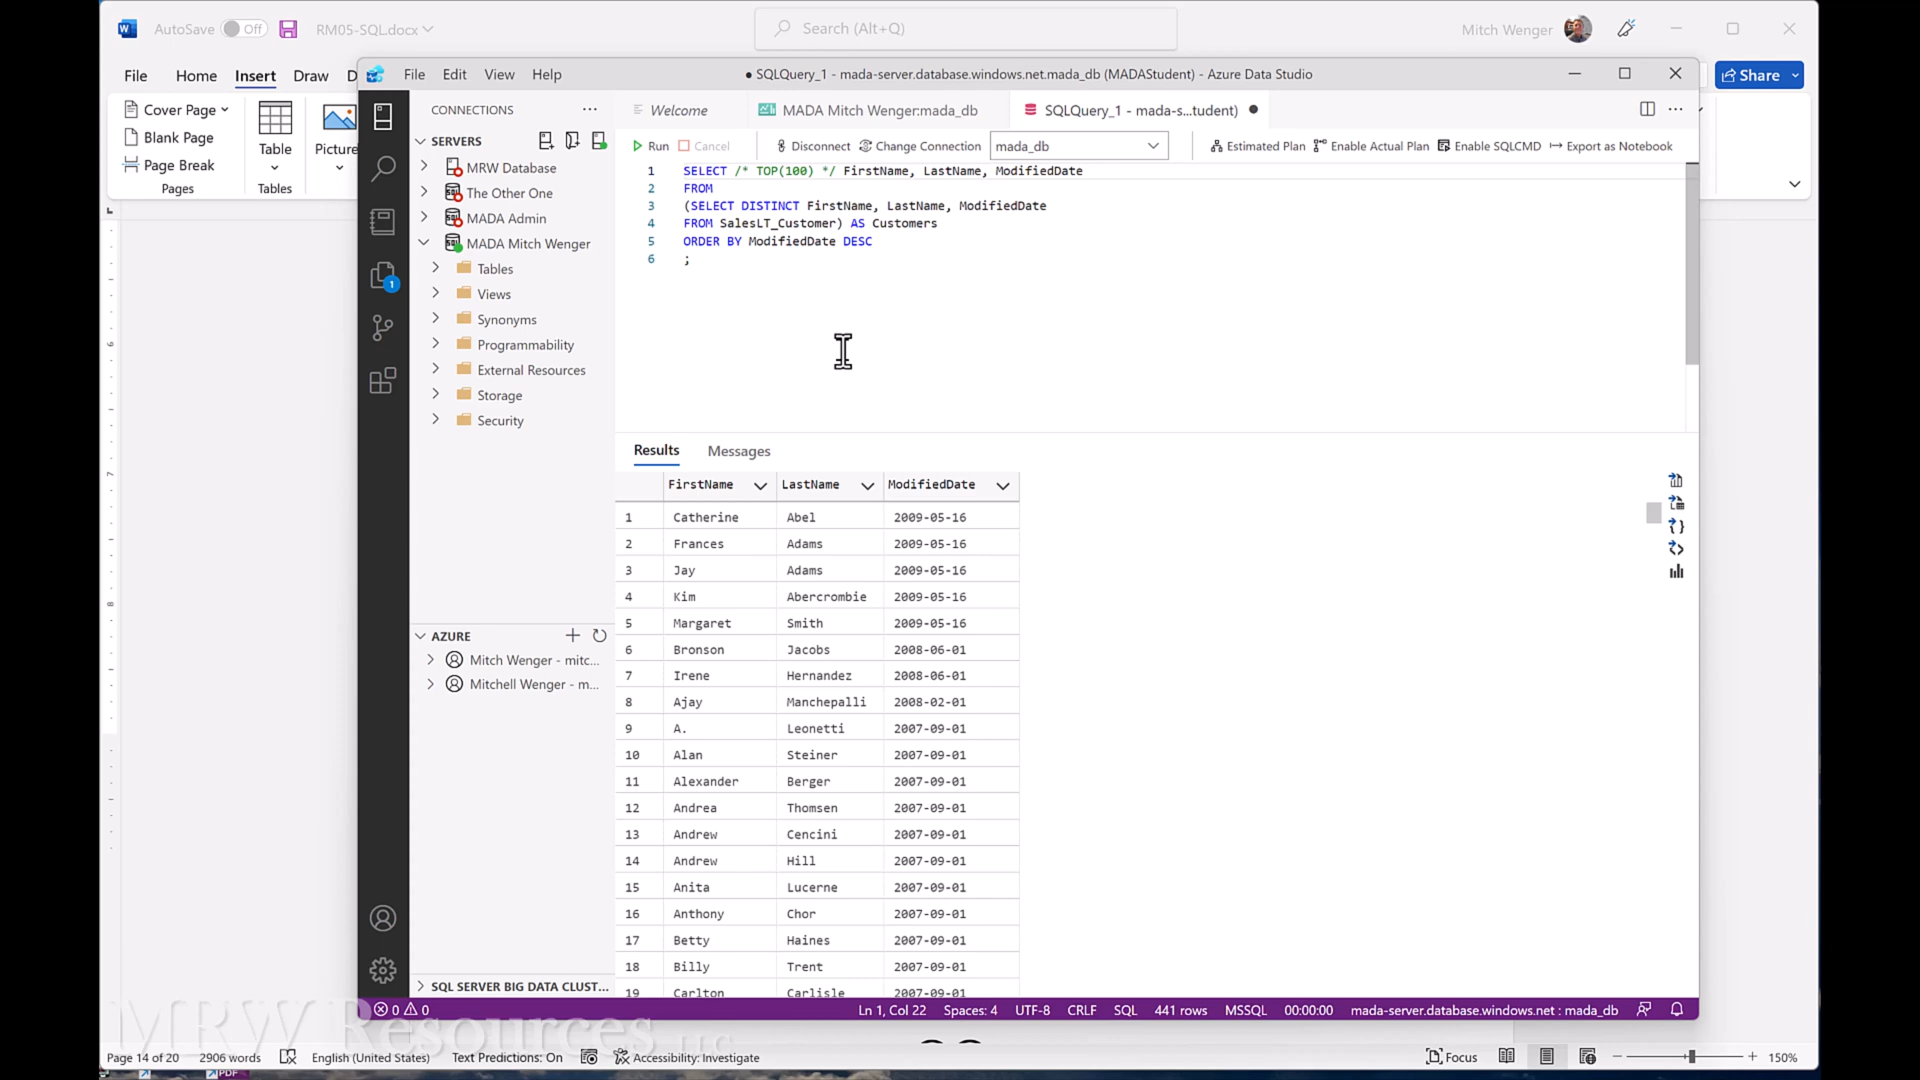 AutoSave Off RM05-SQL.docx Search (Alt+Q) Mitch Wenger
File Home Insert Draw D Share
Cover Page
Blank Page
Page Break
Pages
Table
Tables
Picture
File Edit View Help ● SQLQuery_1 - mada-server.database.windows.net.mada_db (MADAStudent) - Azure Data Studio
CONNECTIONS
SERVERS
MRW Database
The Other One
MADA Admin
MADA Mitch Wenger
Tables
Views
Synonyms
Programmability
External Resources
Storage
Security
1
AZURE
Mitch Wenger - mitc...
Mitchell Wenger - m...
SQL SERVER BIG DATA CLUST...
Welcome MADA Mitch Wenger:mada_db SQLQuery_1 - mada-s...tudent)
Run Cancel Disconnect Change Connection mada_db Estimated Plan Enable Actual Plan Enable SQLCMD Export as Notebook
1 SELECT /* TOP(100) */ FirstName, LastName, ModifiedDate
2 FROM
3 (SELECT DISTINCT FirstName, LastName, ModifiedDate
4 FROM SalesLT_Customer) AS Customers
5 ORDER BY ModifiedDate DESC
6 ;
Results Messages
FirstName LastName ModifiedDate
1 Catherine Abel 2009-05-16
2 Frances Adams 2009-05-16
3 Jay Adams 2009-05-16
4 Kim Abercrombie 2009-05-16
5 Margaret Smith 2009-05-16
6 Bronson Jacobs 2008-06-01
7 Irene Hernandez 2008-06-01
8 Ajay Manchepalli 2008-02-01
9 A. Leonetti 2007-09-01
10 Alan Steiner 2007-09-01
11 Alexander Berger 2007-09-01
12 Andrea Thomsen 2007-09-01
13 Andrew Cencini 2007-09-01
14 Andrew Hill 2007-09-01
15 Anita Lucerne 2007-09-01
16 Anthony Chor 2007-09-01
17 Betty Haines 2007-09-01
18 Billy Trent 2007-09-01
19 Carlton Carlisle 2007-09-01
0 0 Ln 1, Col 22 Spaces: 4 UTF-8 CRLF SQL 441 rows MSSQL 00:00:00 mada-server.database.windows.net : mada_db
MRW Resources LLC
Page 14 of 20 2906 words English (United States) Text Predictions: On Accessibility: Investigate Focus 150%
PDF